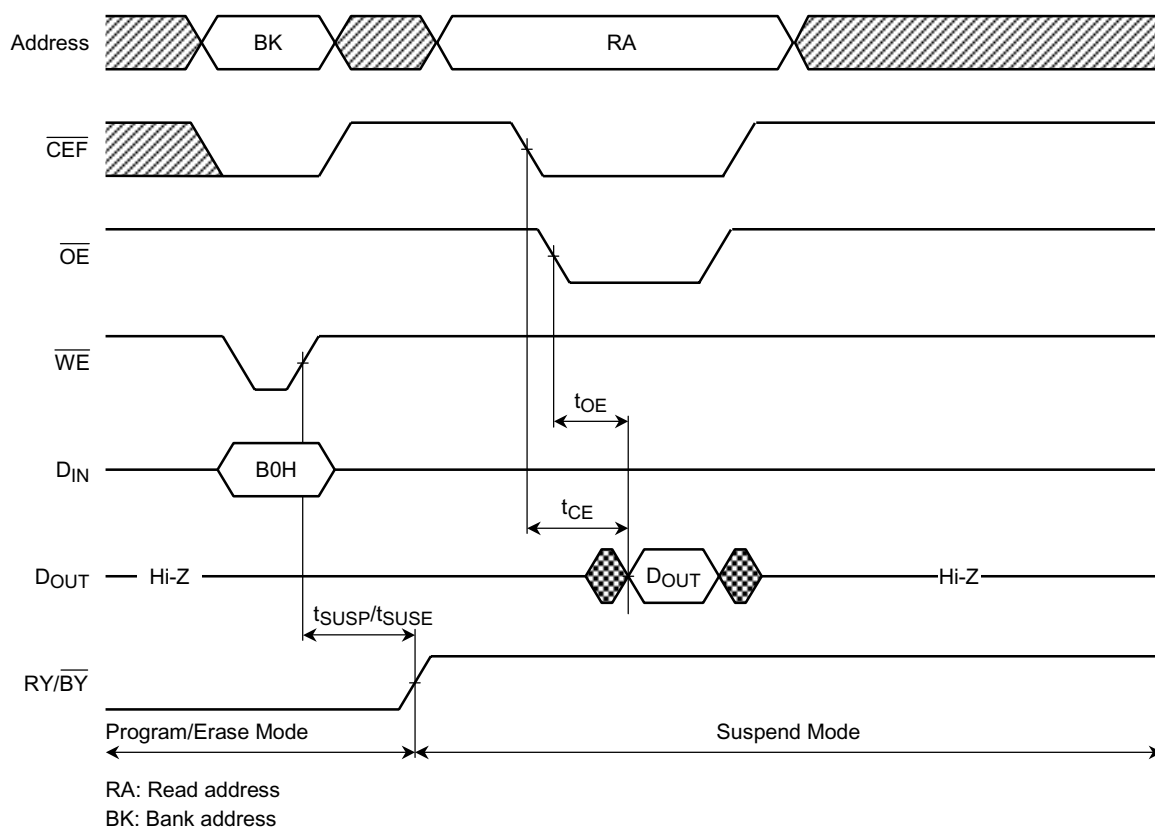 Address
BK
RA
CEF
OE
WE
tOE
DIN
B0H
tCE
DOUT
Hi-Z
DOUT
Hi-Z
tSUSP/tSUSE
RY/BY
Program/Erase Mode
Suspend Mode
RA: Read address
BK: Bank address